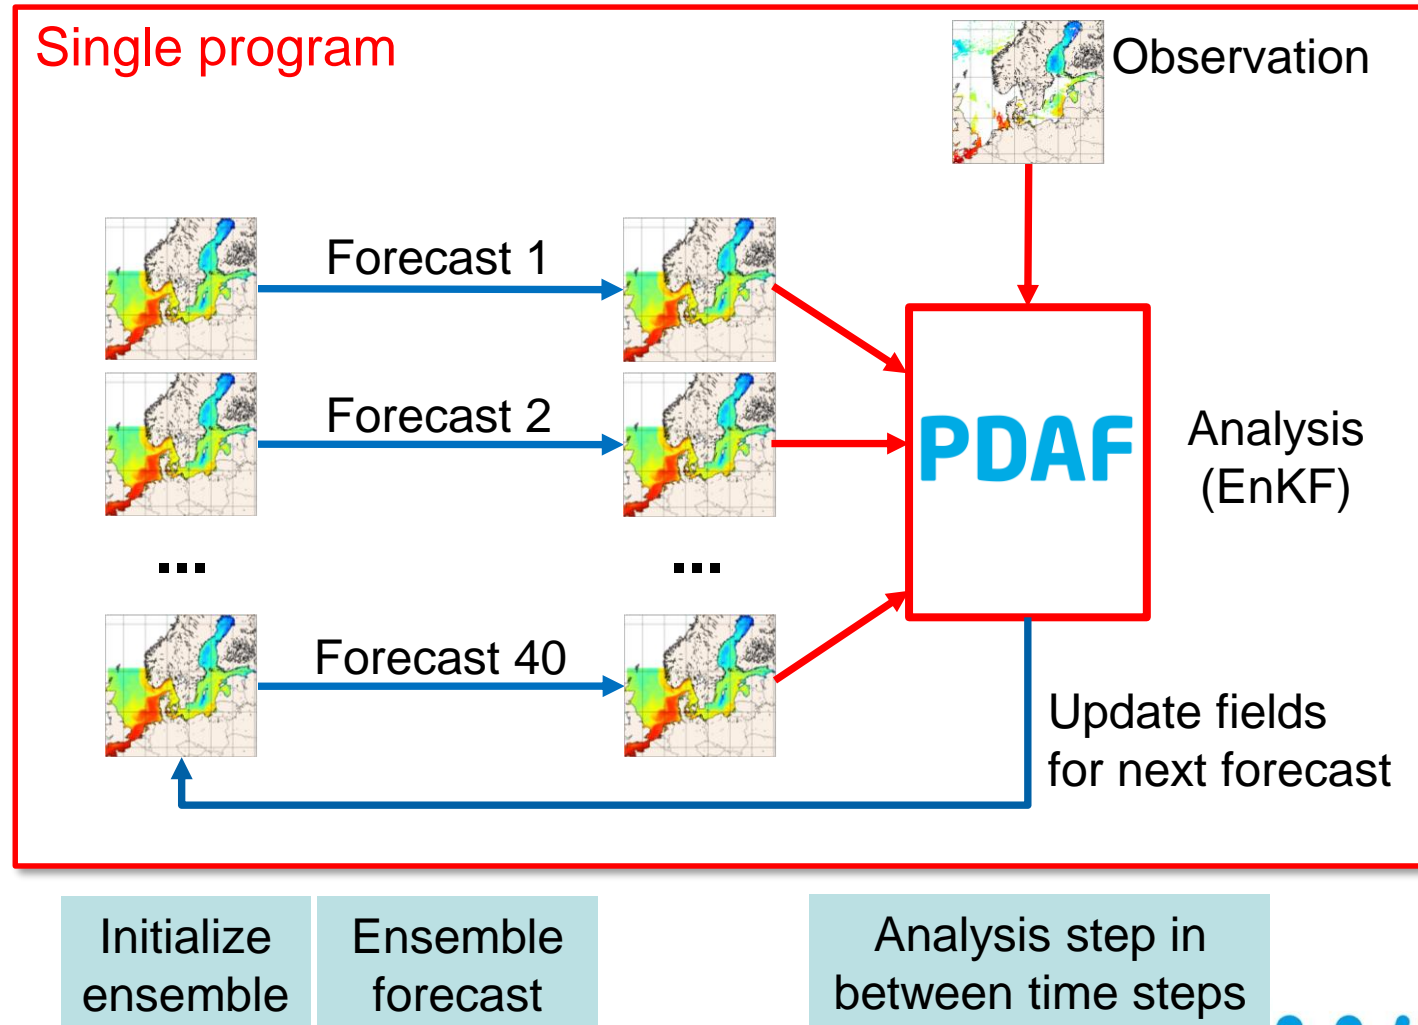 Single program
Observation
Forecast 1
Forecast 2
...
...
Forecast 40
PDAF
Analysis
(EnKF)
Update fields
for next forecast
Initialize
ensemble
Ensemble
forecast
Analysis step in
between time steps